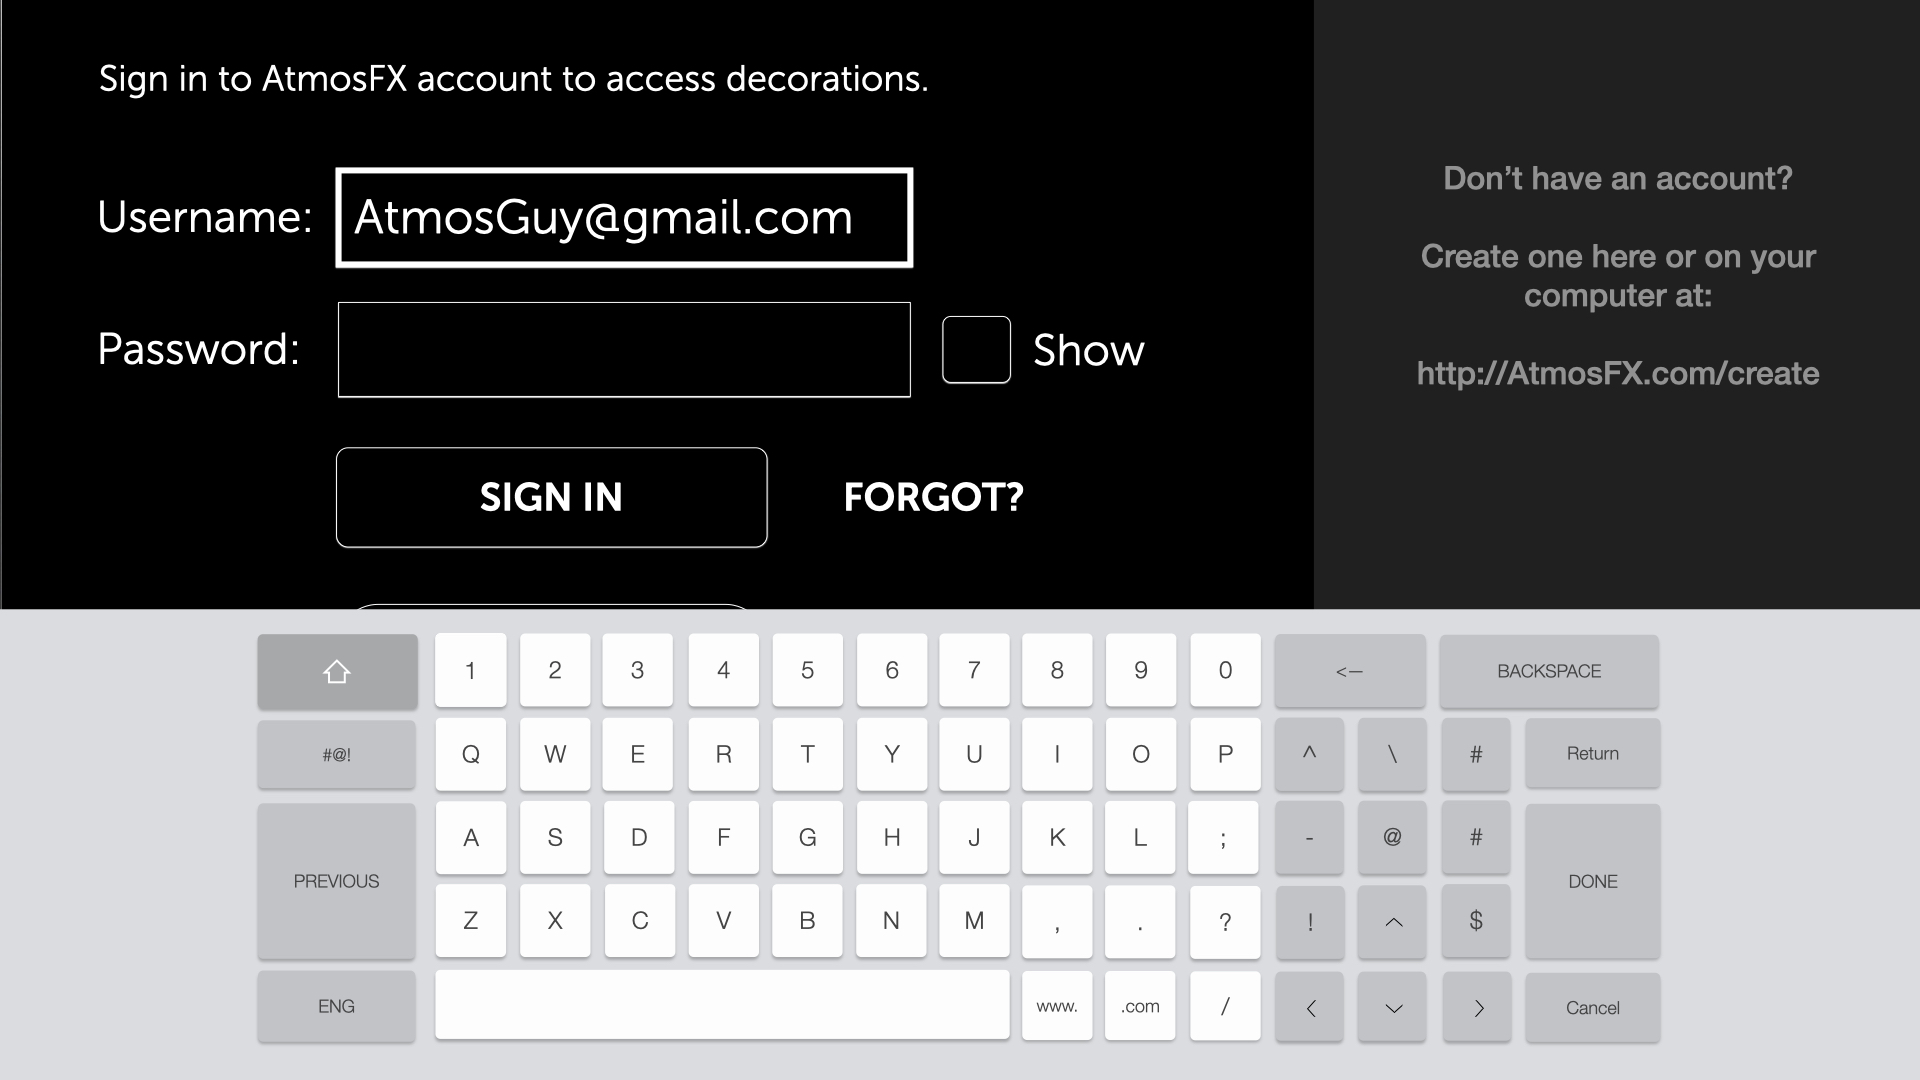 Sign in to AtmosFX account to access decorations.
Username: AtmosGuy@gmail.com
Password: Show
SIGN IN FORGOT?
Don’t have an account?
Create one here or on your
computer at:
http://AtmosFX.com/create
1 2 3 4 5 6 7 8 9 0 <– BACKSPACE
#@! Q W E R T Y U I O P ^ \ # Return
A S D F G H J K L ; - @ #
PREVIOUS DONE
Z X C V B N M , . ? ! ^ $
ENG www. .com / < > Cancel